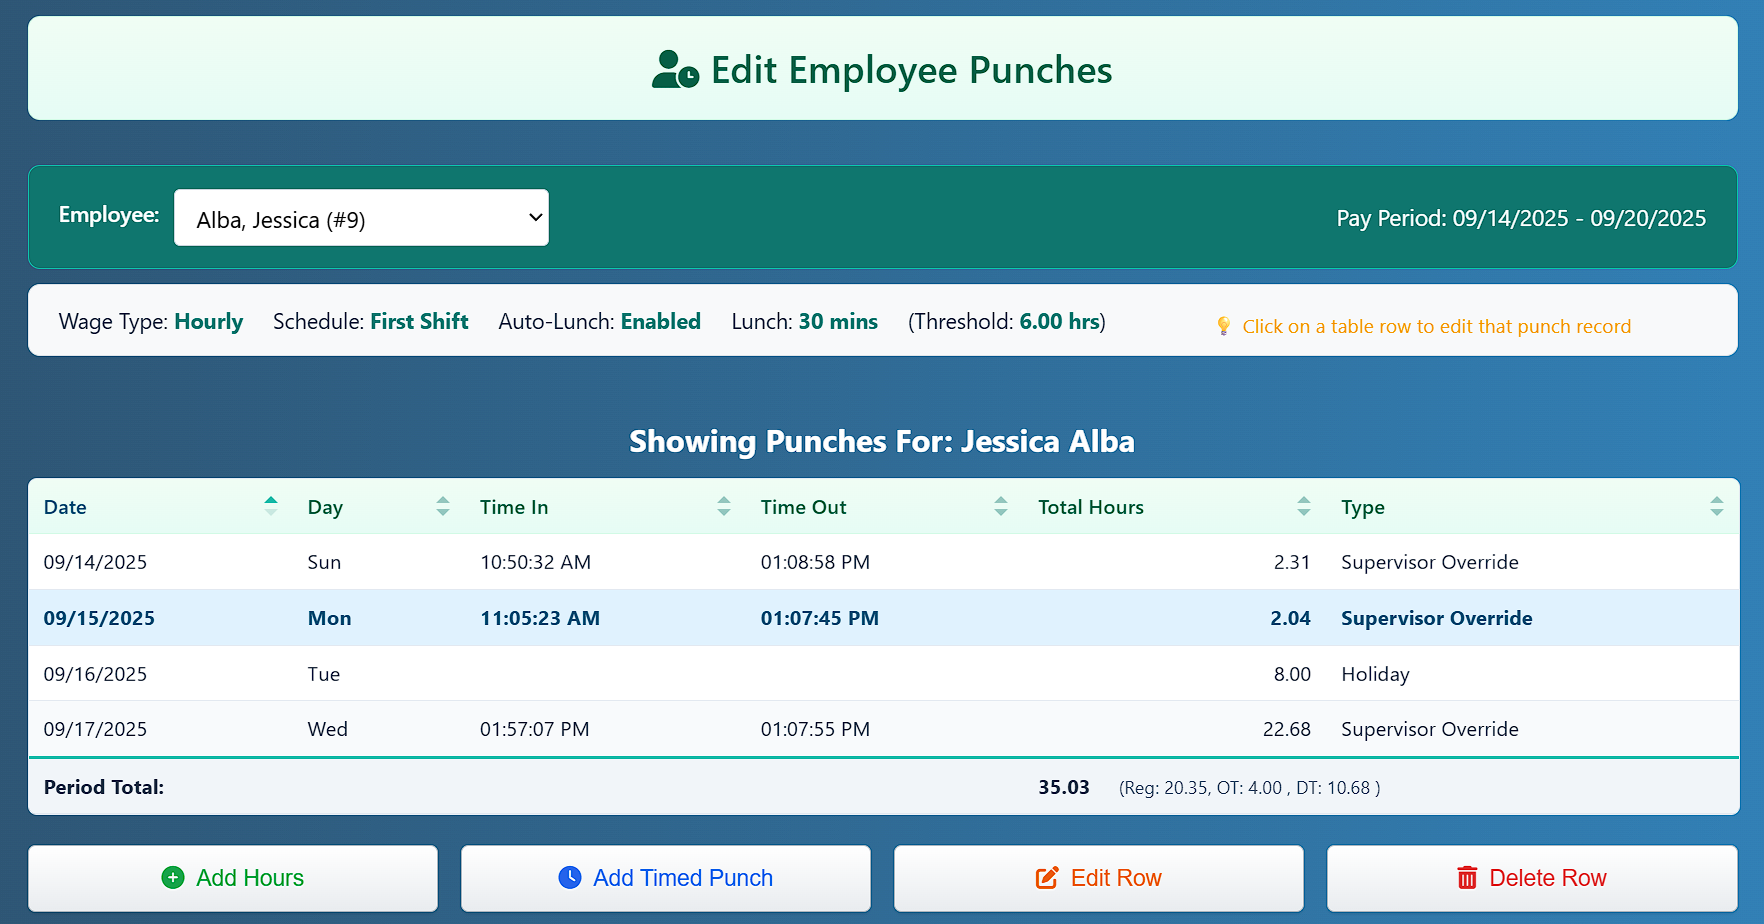 Edit Employee Punches
Employee: Alba, Jessica (#9) Pay Period: 09/14/2025 - 09/20/2025
Wage Type: Hourly Schedule: First Shift Auto-Lunch: Enabled Lunch: 30 mins (Threshold: 6.00 hrs) Click on a table row to edit that punch record
Showing Punches For: Jessica Alba
Date Day Time In Time Out Total Hours Type
09/14/2025 Sun 10:50:32 AM 01:08:58 PM 2.31 Supervisor Override
09/15/2025 Mon 11:05:23 AM 01:07:45 PM 2.04 Supervisor Override
09/16/2025 Tue 8.00 Holiday
09/17/2025 Wed 01:57:07 PM 01:07:55 PM 22.68 Supervisor Override
Period Total: 35.03 (Reg: 20.35, OT: 4.00 , DT: 10.68 )
Add Hours Add Timed Punch Edit Row Delete Row